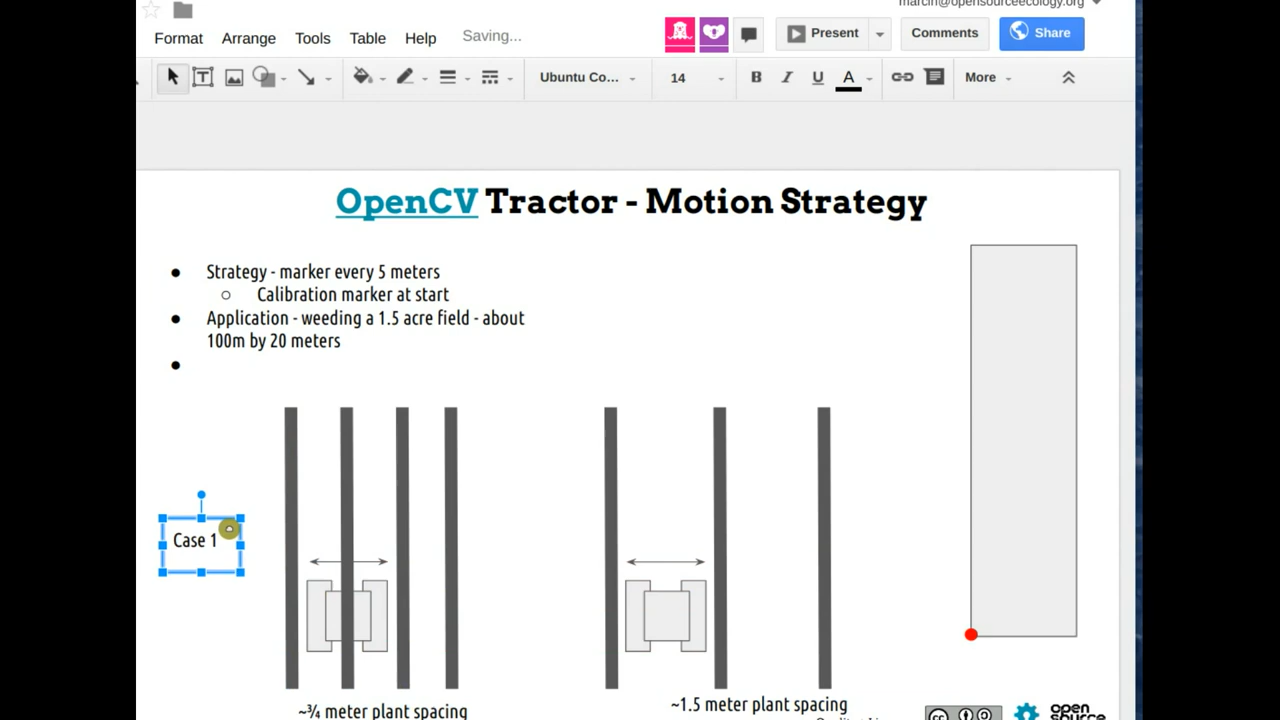 marcin@opensourceecology.org
Format Arrange Tools Table Help Saving...
Present Comments Share
Ubuntu Co... 14 B I U A More
OpenCV Tractor - Motion Strategy
● Strategy - marker every 5 meters
○ Calibration marker at start
● Application - weeding a 1.5 acre field - about
100m by 20 meters
●
Case 1
~¾ meter plant spacing
~1.5 meter plant spacing
cc
open
source